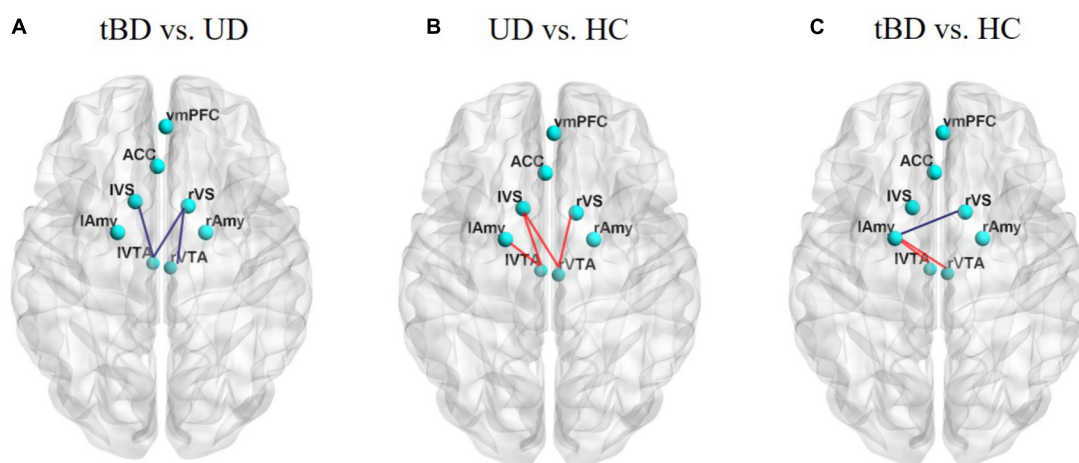 A tBD vs. UD
vmPFC
ACC
lVS rVS
lAmy rAmy
lVTA rVTA
B UD vs. HC
vmPFC
ACC
lVS rVS
lAmy rAmy
lVTA rVTA
C tBD vs. HC
vmPFC
ACC
lVS rVS
lAmy rAmy
lVTA rVTA